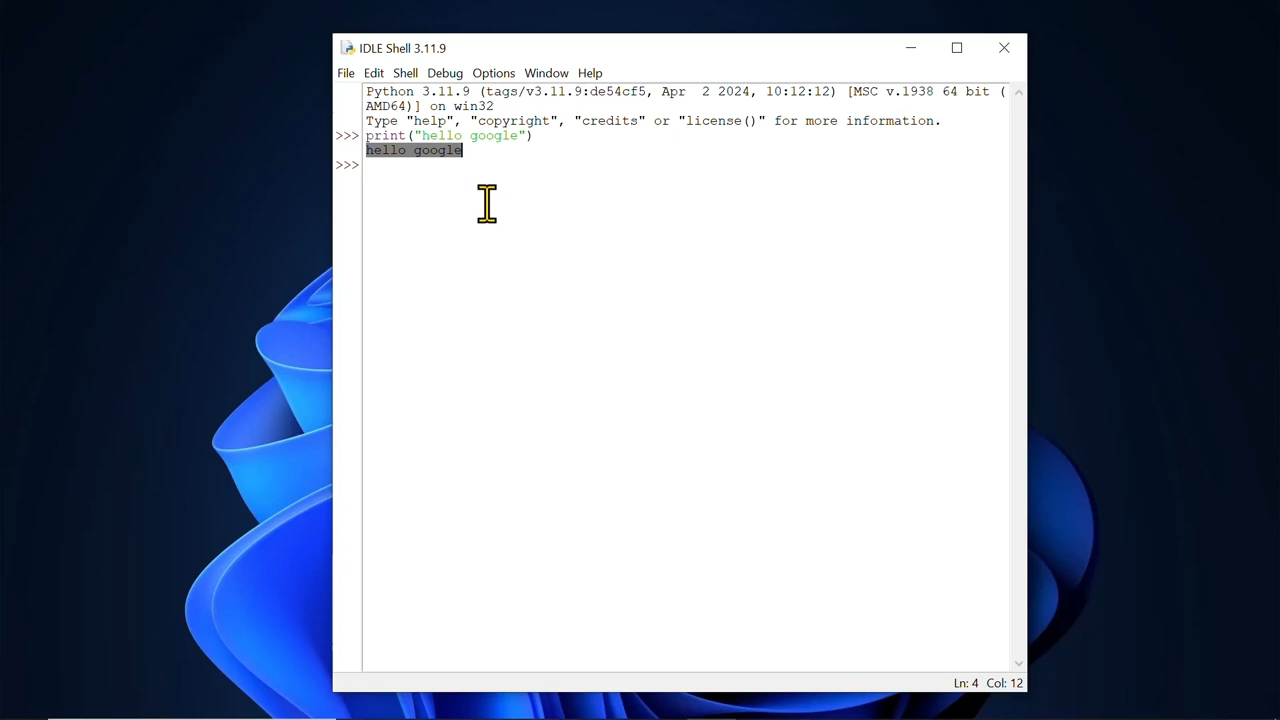 IDLE Shell 3.11.9
File Edit Shell Debug Options Window Help
Python 3.11.9 (tags/v3.11.9:de54cf5, Apr  2 2024, 10:12:12) [MSC v.1938 64 bit (
AMD64)] on win32
Type "help", "copyright", "credits" or "license()" for more information.
>>> print("hello google")
hello google
>>>
Ln: 4 Col: 12